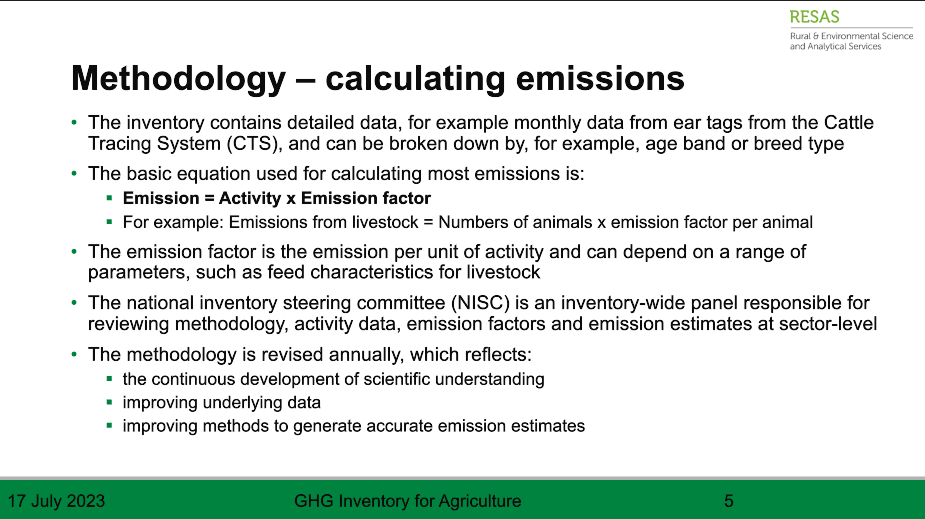 RESAS
Rural & Environmental Science
and Analytical Services
Methodology – calculating emissions
• The inventory contains detailed data, for example monthly data from ear tags from the Cattle
Tracing System (CTS), and can be broken down by, for example, age band or breed type
• The basic equation used for calculating most emissions is:
▪ Emission = Activity x Emission factor
▪ For example: Emissions from livestock = Numbers of animals x emission factor per animal
• The emission factor is the emission per unit of activity and can depend on a range of
parameters, such as feed characteristics for livestock
• The national inventory steering committee (NISC) is an inventory-wide panel responsible for
reviewing methodology, activity data, emission factors and emission estimates at sector-level
• The methodology is revised annually, which reflects:
▪ the continuous development of scientific understanding
▪ improving underlying data
▪ improving methods to generate accurate emission estimates
17 July 2023 GHG Inventory for Agriculture 5